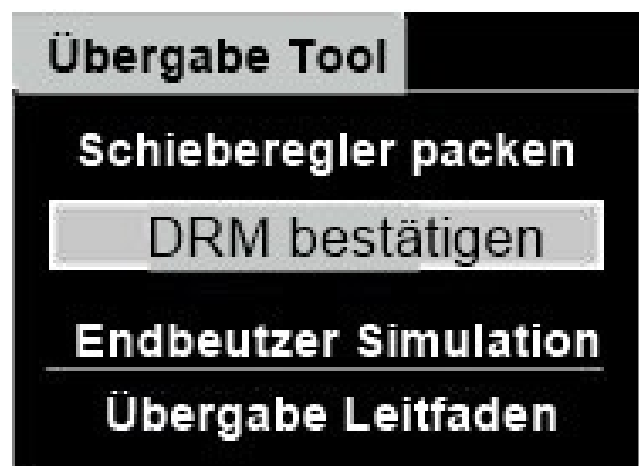 Übergabe Tool
Schieberegler packen
DRM bestätigen
Endbeutzer Simulation
Übergabe Leitfaden